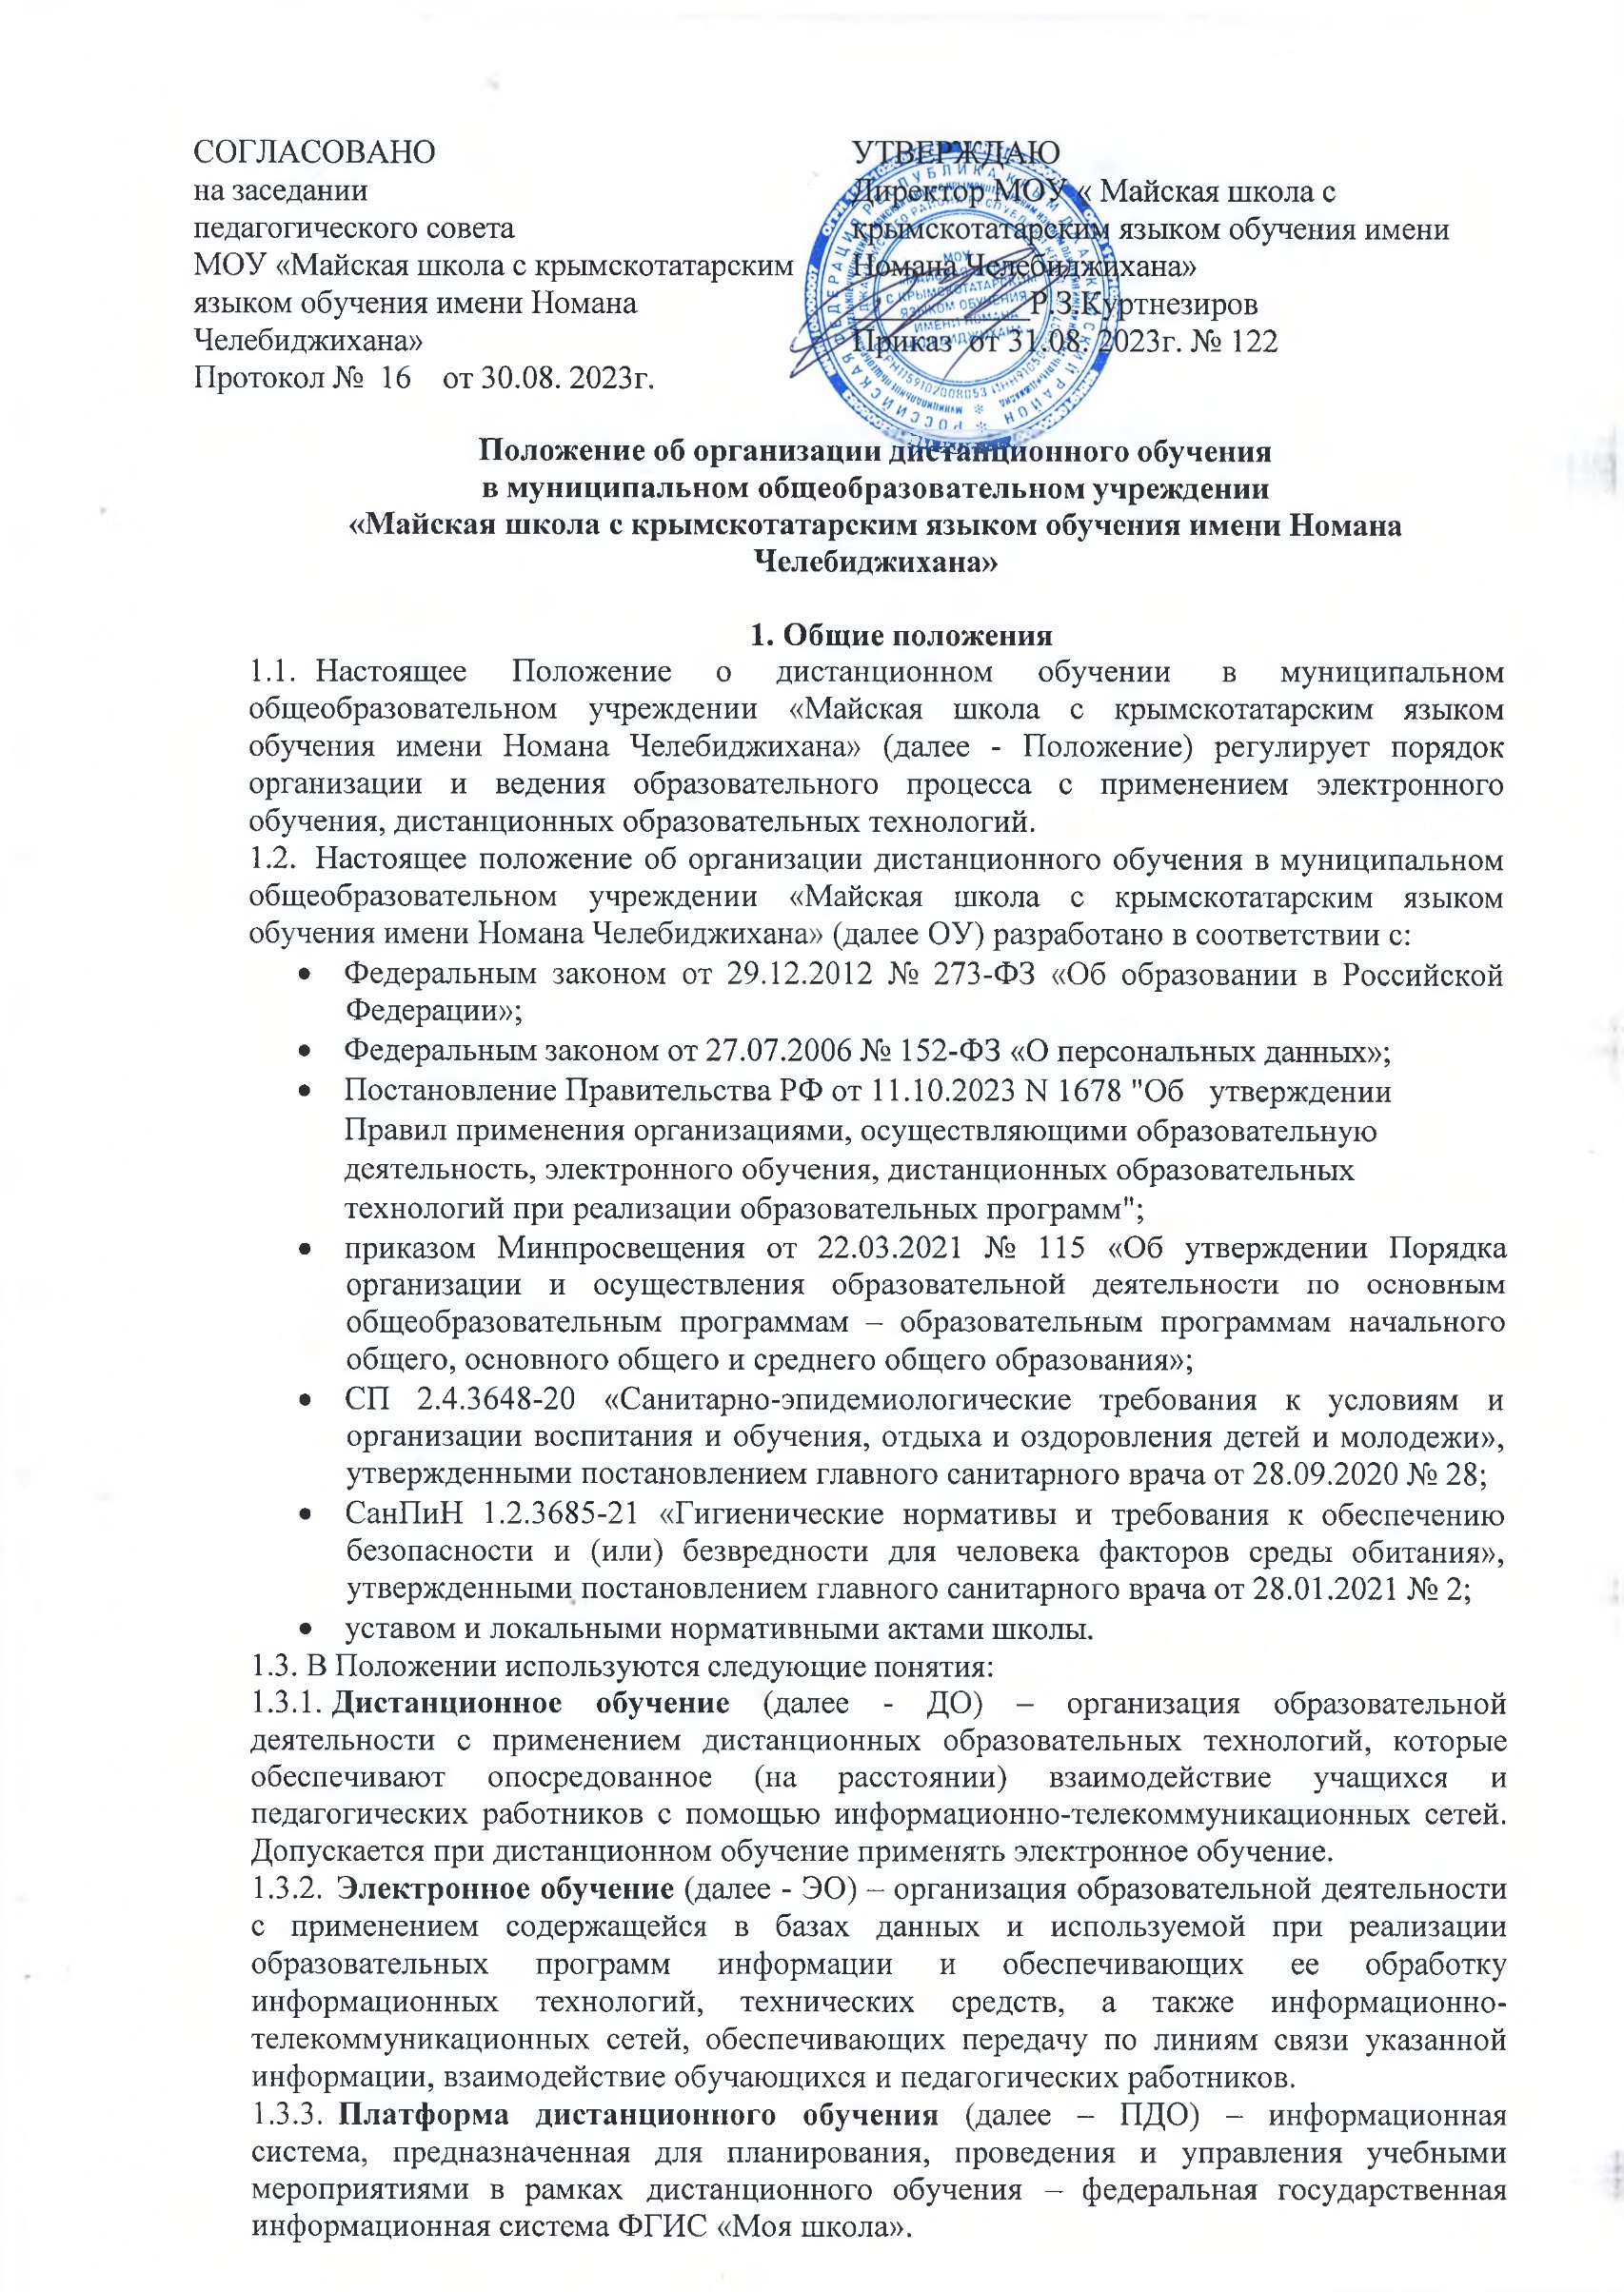 СОГЛАСОВАНО
на заседании
педагогического совета
МОУ «Майская школа с крымскотатарским
языком обучения имени Номана
Челебиджихана»
Протокол № 16 от 30.08. 2023г.
УТВЕРЖДАЮ
Директор МОУ « Майская школа с
крымскотатарским языком обучения имени
Номана Челебиджихана»
Р.З.Куртнезиров
Приказ от 31.08. 2023г. № 122
РОССИЙСКАЯ ФЕДЕРАЦИЯ РЕСПУБЛИКА КРЫМ ДЖАНКОЙСКИЙ РАЙОН
МОУ
«МАЙСКАЯ ШКОЛА
С КРЫМСКОТАТАРСКИМ
ЯЗЫКОМ ОБУЧЕНИЯ
ИМЕНИ НОМАНА
ЧЕЛЕБИДЖИХАНА»
Положение об организации дистанционного обучения
в муниципальном общеобразовательном учреждении
«Майская школа с крымскотатарским языком обучения имени Номана
Челебиджихана»
1. Общие положения
1.1. Настоящее Положение о дистанционном обучении в муниципальном
общеобразовательном учреждении «Майская школа с крымскотатарским языком
обучения имени Номана Челебиджихана» (далее - Положение) регулирует порядок
организации и ведения образовательного процесса с применением электронного
обучения, дистанционных образовательных технологий.
1.2. Настоящее положение об организации дистанционного обучения в муниципальном
общеобразовательном учреждении «Майская школа с крымскотатарским языком
обучения имени Номана Челебиджихана» (далее ОУ) разработано в соответствии с:
• Федеральным законом от 29.12.2012 № 273-ФЗ «Об образовании в Российской
Федерации»;
• Федеральным законом от 27.07.2006 № 152-ФЗ «О персональных данных»;
• Постановление Правительства РФ от 11.10.2023 N 1678 "Об утверждении
Правил применения организациями, осуществляющими образовательную
деятельность, электронного обучения, дистанционных образовательных
технологий при реализации образовательных программ";
• приказом Минпросвещения от 22.03.2021 № 115 «Об утверждении Порядка
организации и осуществления образовательной деятельности по основным
общеобразовательным программам – образовательным программам начального
общего, основного общего и среднего общего образования»;
• СП 2.4.3648-20 «Санитарно-эпидемиологические требования к условиям и
организации воспитания и обучения, отдыха и оздоровления детей и молодежи»,
утвержденными постановлением главного санитарного врача от 28.09.2020 № 28;
• СанПиН 1.2.3685-21 «Гигиенические нормативы и требования к обеспечению
безопасности и (или) безвредности для человека факторов среды обитания»,
утвержденными постановлением главного санитарного врача от 28.01.2021 № 2;
• уставом и локальными нормативными актами школы.
1.3. В Положении используются следующие понятия:
1.3.1. Дистанционное обучение (далее - ДО) – организация образовательной
деятельности с применением дистанционных образовательных технологий, которые
обеспечивают опосредованное (на расстоянии) взаимодействие учащихся и
педагогических работников с помощью информационно-телекоммуникационных сетей.
Допускается при дистанционном обучение применять электронное обучение.
1.3.2. Электронное обучение (далее - ЭО) – организация образовательной деятельности
с применением содержащейся в базах данных и используемой при реализации
образовательных программ информации и обеспечивающих ее обработку
информационных технологий, технических средств, а также информационно-
телекоммуникационных сетей, обеспечивающих передачу по линиям связи указанной
информации, взаимодействие обучающихся и педагогических работников.
1.3.3. Платформа дистанционного обучения (далее – ПДО) – информационная
система, предназначенная для планирования, проведения и управления учебными
мероприятиями в рамках дистанционного обучения – федеральная государственная
информационная система ФГИС «Моя школа».